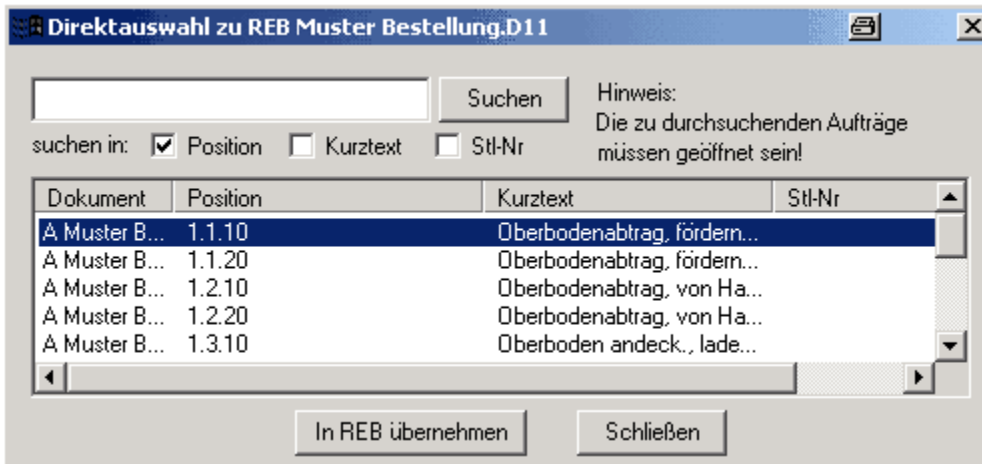 Direktauswahl zu REB Muster Bestellung.D11
Suchen
Hinweis:
Die zu durchsuchenden Aufträge
müssen geöffnet sein!
suchen in: Position Kurztext Stl-Nr
Dokument Position Kurztext Stl-Nr
A Muster B... 1.1.10 Oberbodenabtrag, fördern...
A Muster B... 1.1.20 Oberbodenabtrag, fördern...
A Muster B... 1.2.10 Oberbodenabtrag, von Ha...
A Muster B... 1.2.20 Oberbodenabtrag, von Ha...
A Muster B... 1.3.10 Oberboden andeck., lade...
In REB übernehmen Schließen